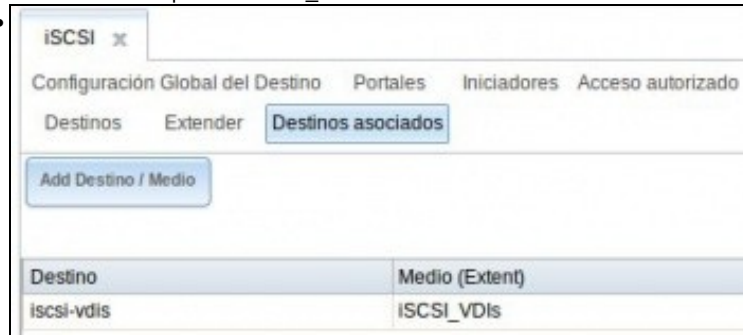 iSCSI x
Configuración Global del Destino Portales Iniciadores Acceso autorizado
Destinos Extender Destinos asociados
Add Destino / Medio
Destino Medio (Extent)
iscsi-vdis iSCSI_VDIs